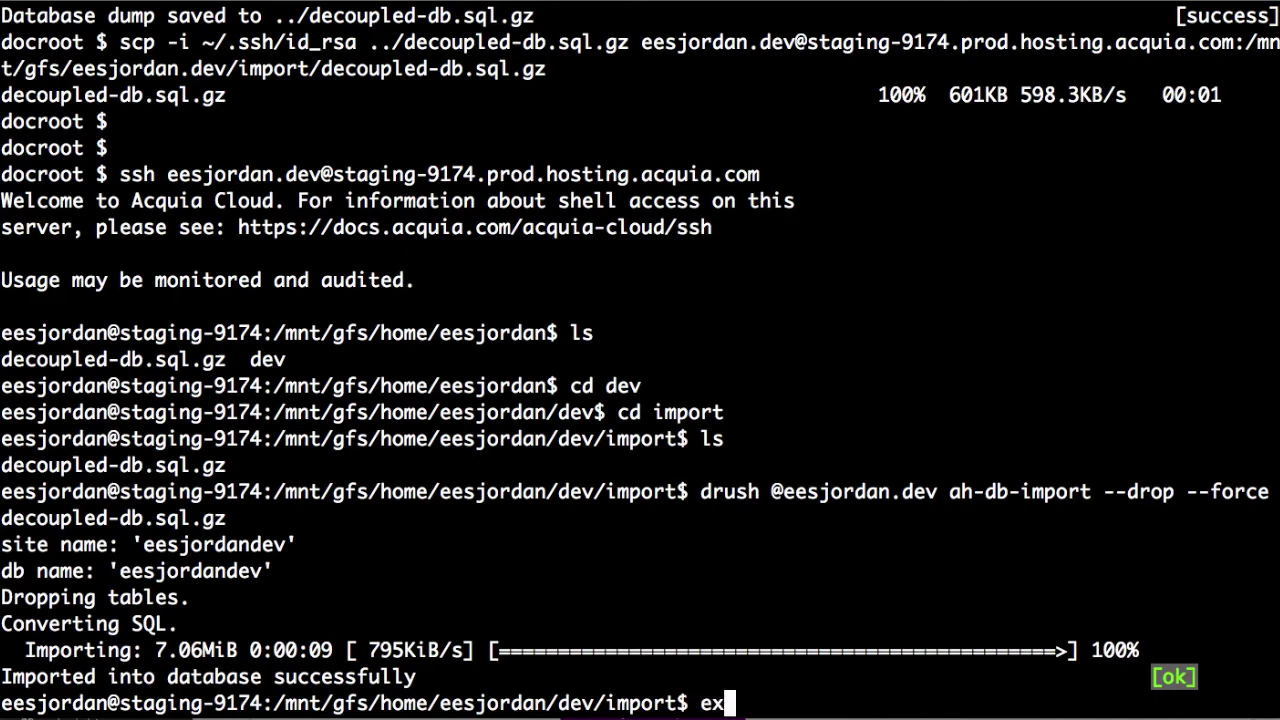 Database dump saved to ../decoupled-db.sql.gz [success]
docroot $ scp -i ~/.ssh/id_rsa ../decoupled-db.sql.gz eesjordan.dev@staging-9174.prod.hosting.acquia.com:/mn
t/gfs/eesjordan.dev/import/decoupled-db.sql.gz
decoupled-db.sql.gz 100% 601KB 598.3KB/s 00:01
docroot $
docroot $
docroot $ ssh eesjordan.dev@staging-9174.prod.hosting.acquia.com
Welcome to Acquia Cloud. For information about shell access on this
server, please see: https://docs.acquia.com/acquia-cloud/ssh
Usage may be monitored and audited.
eesjordan@staging-9174:/mnt/gfs/home/eesjordan$ ls
decoupled-db.sql.gz dev
eesjordan@staging-9174:/mnt/gfs/home/eesjordan$ cd dev
eesjordan@staging-9174:/mnt/gfs/home/eesjordan/dev$ cd import
eesjordan@staging-9174:/mnt/gfs/home/eesjordan/dev/import$ ls
decoupled-db.sql.gz
eesjordan@staging-9174:/mnt/gfs/home/eesjordan/dev/import$ drush @eesjordan.dev ah-db-import --drop --force
decoupled-db.sql.gz
site name: 'eesjordandev'
db name: 'eesjordandev'
Dropping tables.
Converting SQL.
Importing: 7.06MiB 0:00:09 [ 795KiB/s] [===============================================>] 100%
Imported into database successfully [ok]
eesjordan@staging-9174:/mnt/gfs/home/eesjordan/dev/import$ ex